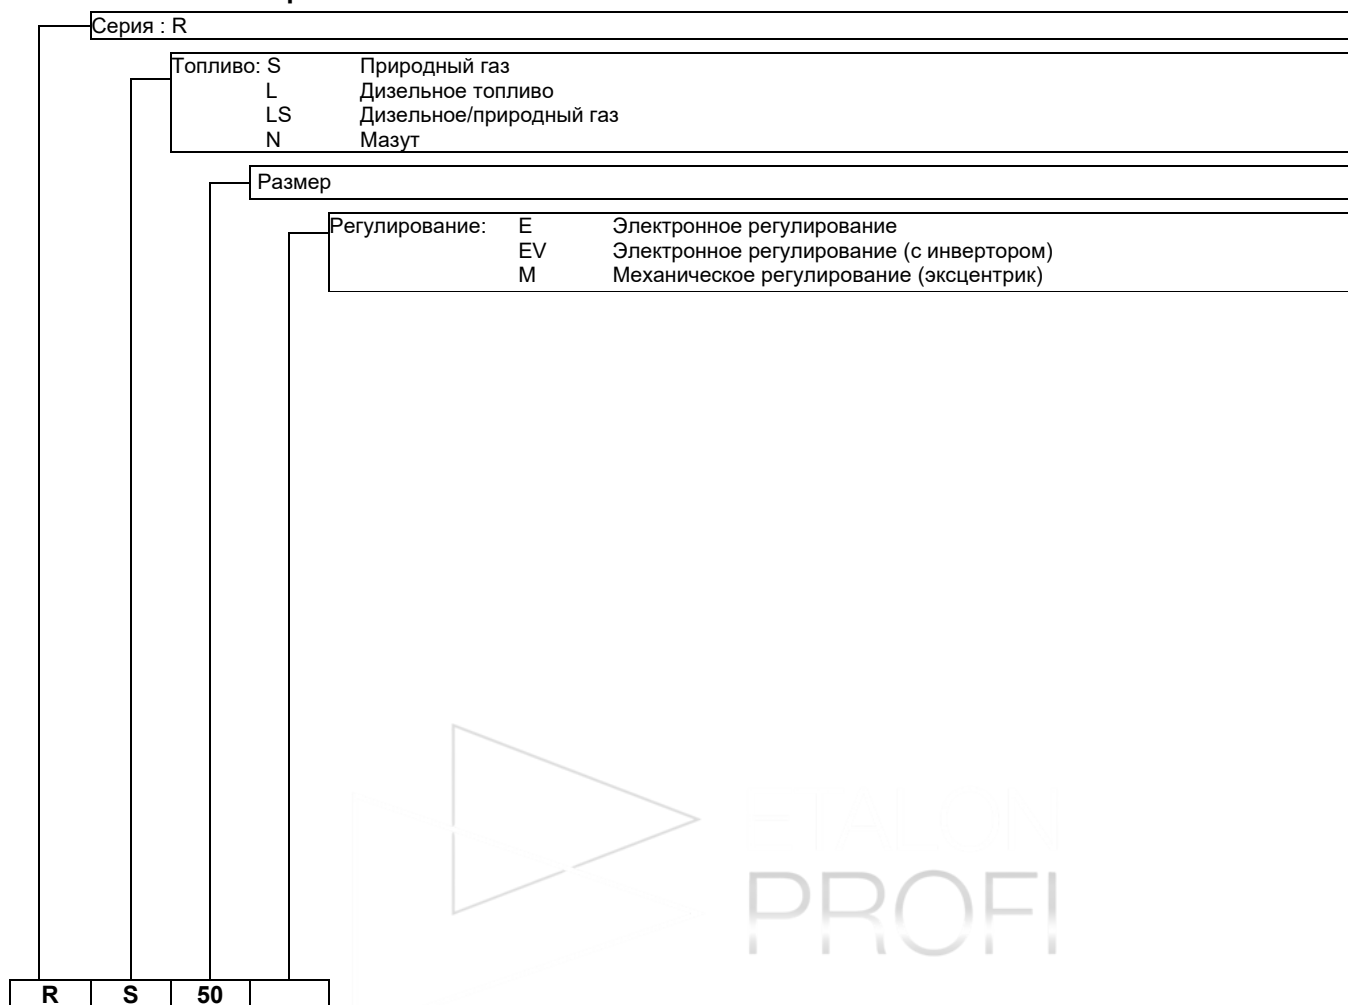 Серия : R
Топливо: S Природный газ
L Дизельное топливо
LS Дизельное/природный газ
N Мазут
Размер
Регулирование: E Электронное регулирование
EV Электронное регулирование (с инвертором)
M Механическое регулирование (эксцентрик)
ETALON
PROFI
R S 50